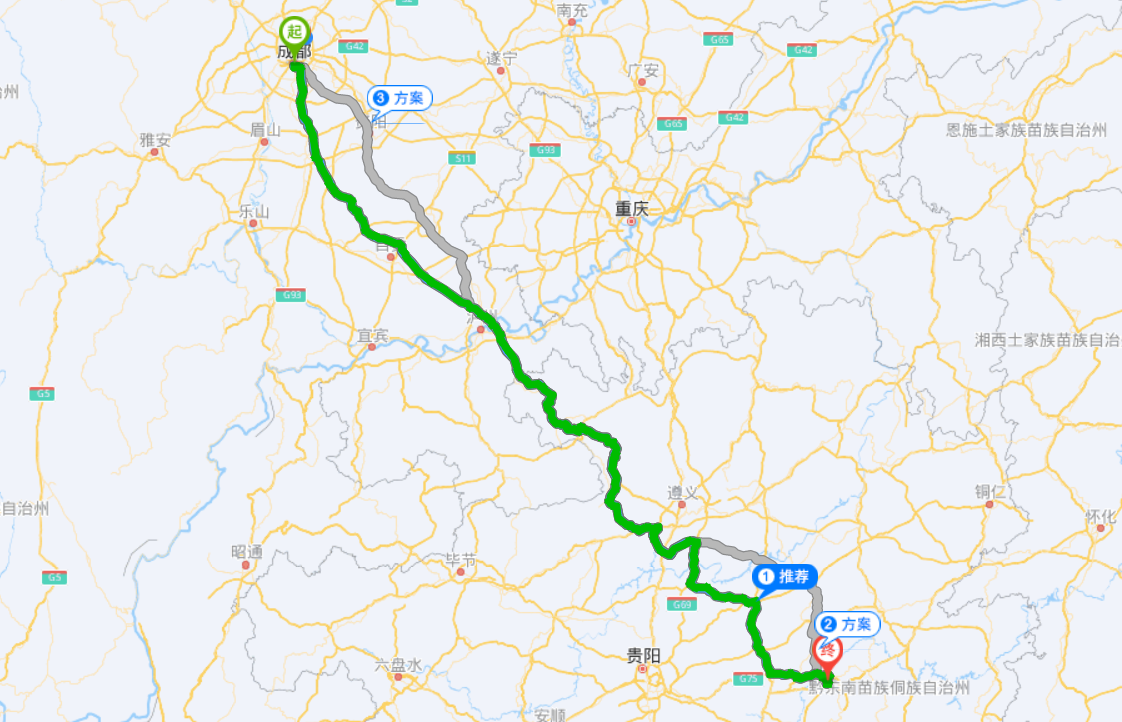 南充
起
成都
G42
遂宁
G65
G42
广安
州
3 方案
G65
G42
恩施土家族苗族自治州
眉山
雅安
S11
G93
乐山
重庆
G93
宜宾
湘西土家族苗族自治
G5
遵义
铜仁
自治州
怀化
昭通
毕节
G5
1 推荐
G69
2 方案
终
贵阳
六盘水
G75
黔东南苗族侗族自治州
安顺